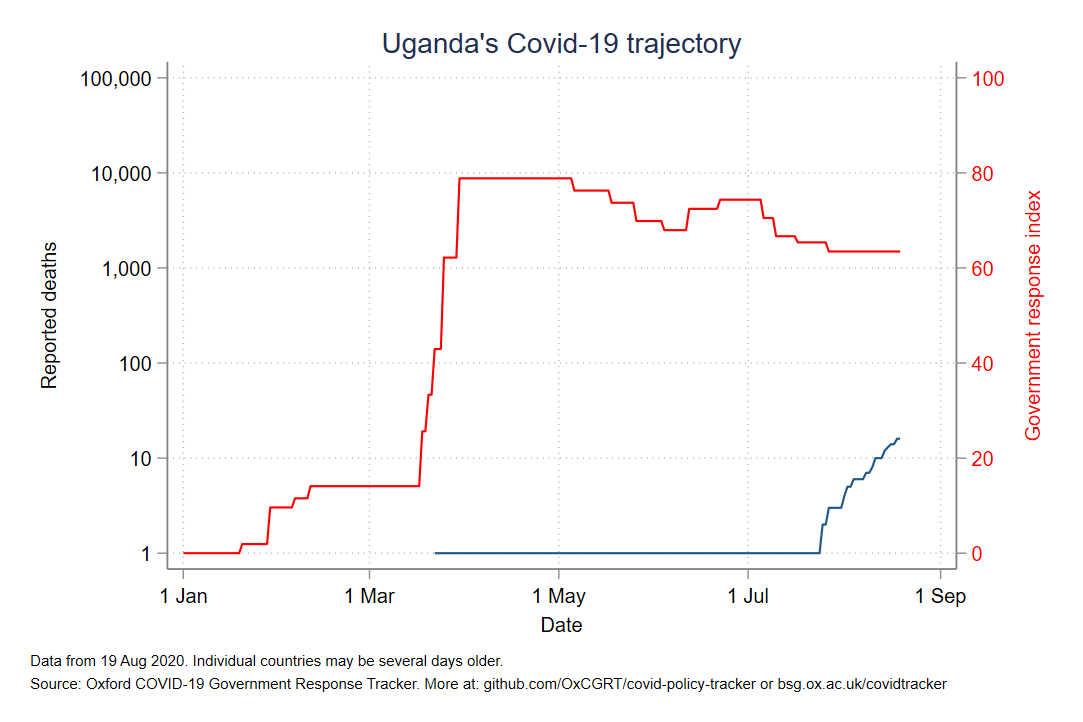 Uganda's Covid-19 trajectory
100,000
10,000
1,000
100
10
1
Reported deaths
100
80
60
40
20
0
Government response index
1 Jan
1 Mar
1 May
1 Jul
1 Sep
Date
Data from 19 Aug 2020. Individual countries may be several days older.
Source: Oxford COVID-19 Government Response Tracker. More at: github.com/OxCGRT/covid-policy-tracker or bsg.ox.ac.uk/covidtracker